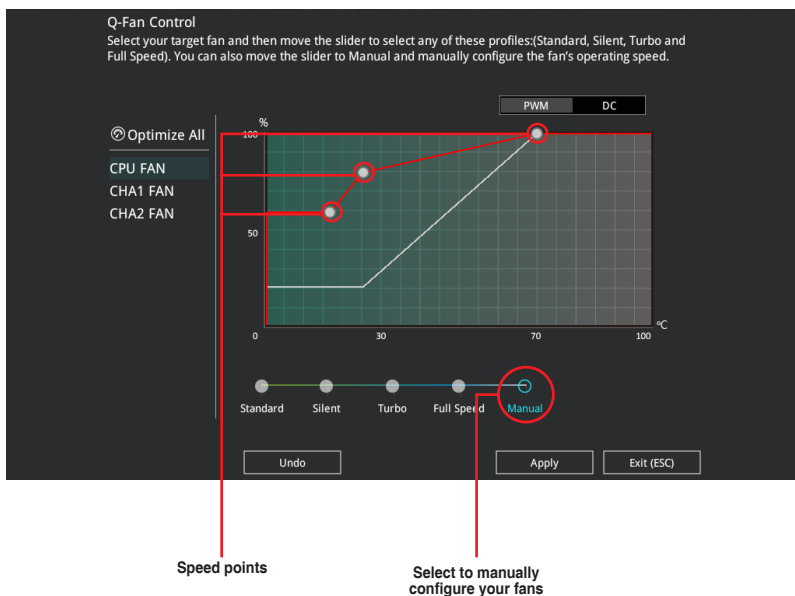 Q-Fan Control
Select your target fan and then move the slider to select any of these profiles:(Standard, Silent, Turbo and
Full Speed). You can also move the slider to Manual and manually configure the fan's operating speed.
PWM DC
%
Optimize All
100
CPU FAN
CHA1 FAN
CHA2 FAN
50
0 30 70 100 ºC
Standard Silent Turbo Full Speed Manual
Undo Apply Exit (ESC)
Speed points
Select to manually
configure your fans